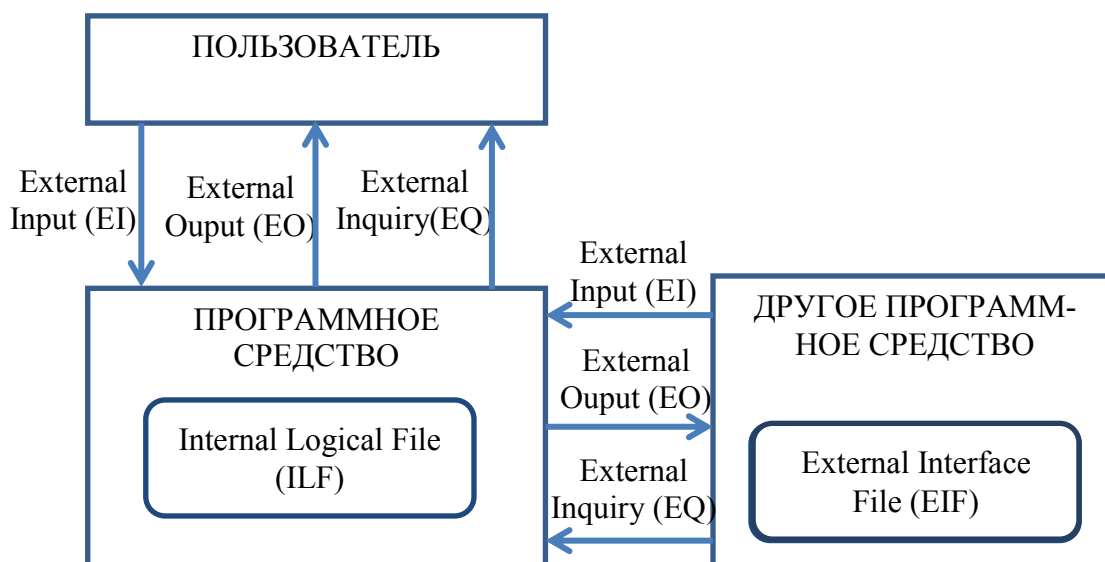 ПОЛЬЗОВАТЕЛЬ
External
Input (EI)
External
Ouput (EO)
External
Inquiry(EQ)
ПРОГРАММНОЕ
СРЕДСТВО
Internal Logical File
(ILF)
External
Input (EI)
External
Ouput (EO)
External
Inquiry (EQ)
ДРУГОЕ ПРОГРАММ-
НОЕ СРЕДСТВО
External Interface
File (EIF)